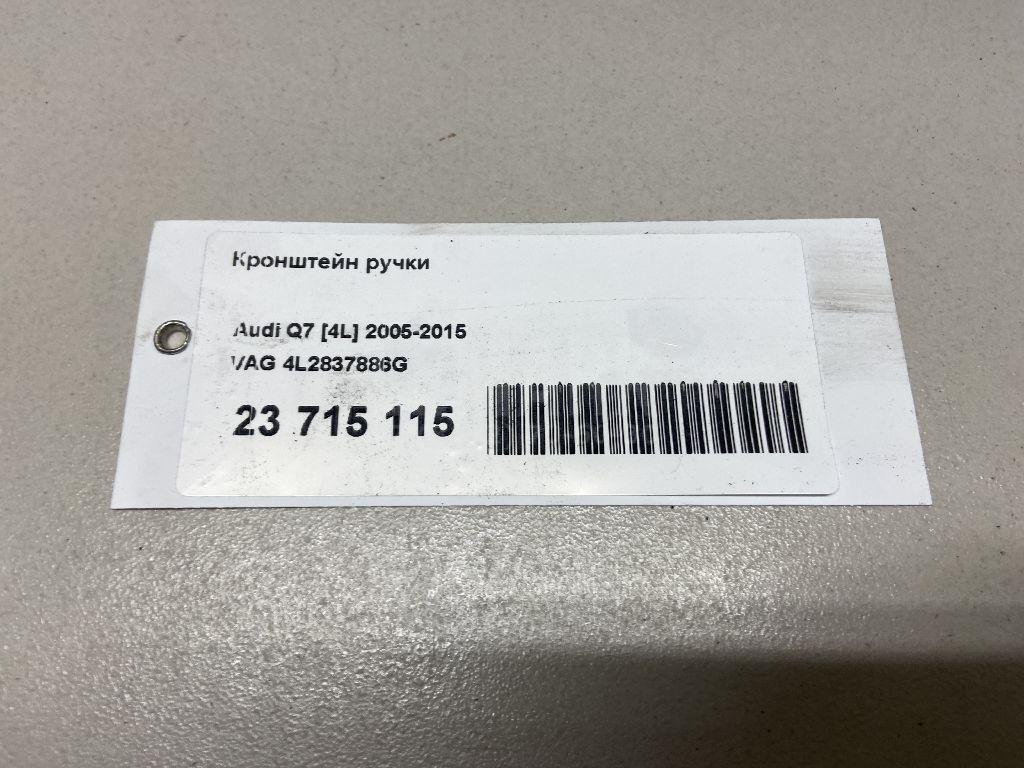 Кронштейн ручки
Audi Q7 [4L] 2005-2015
VAG 4L2837886G
23 715 115